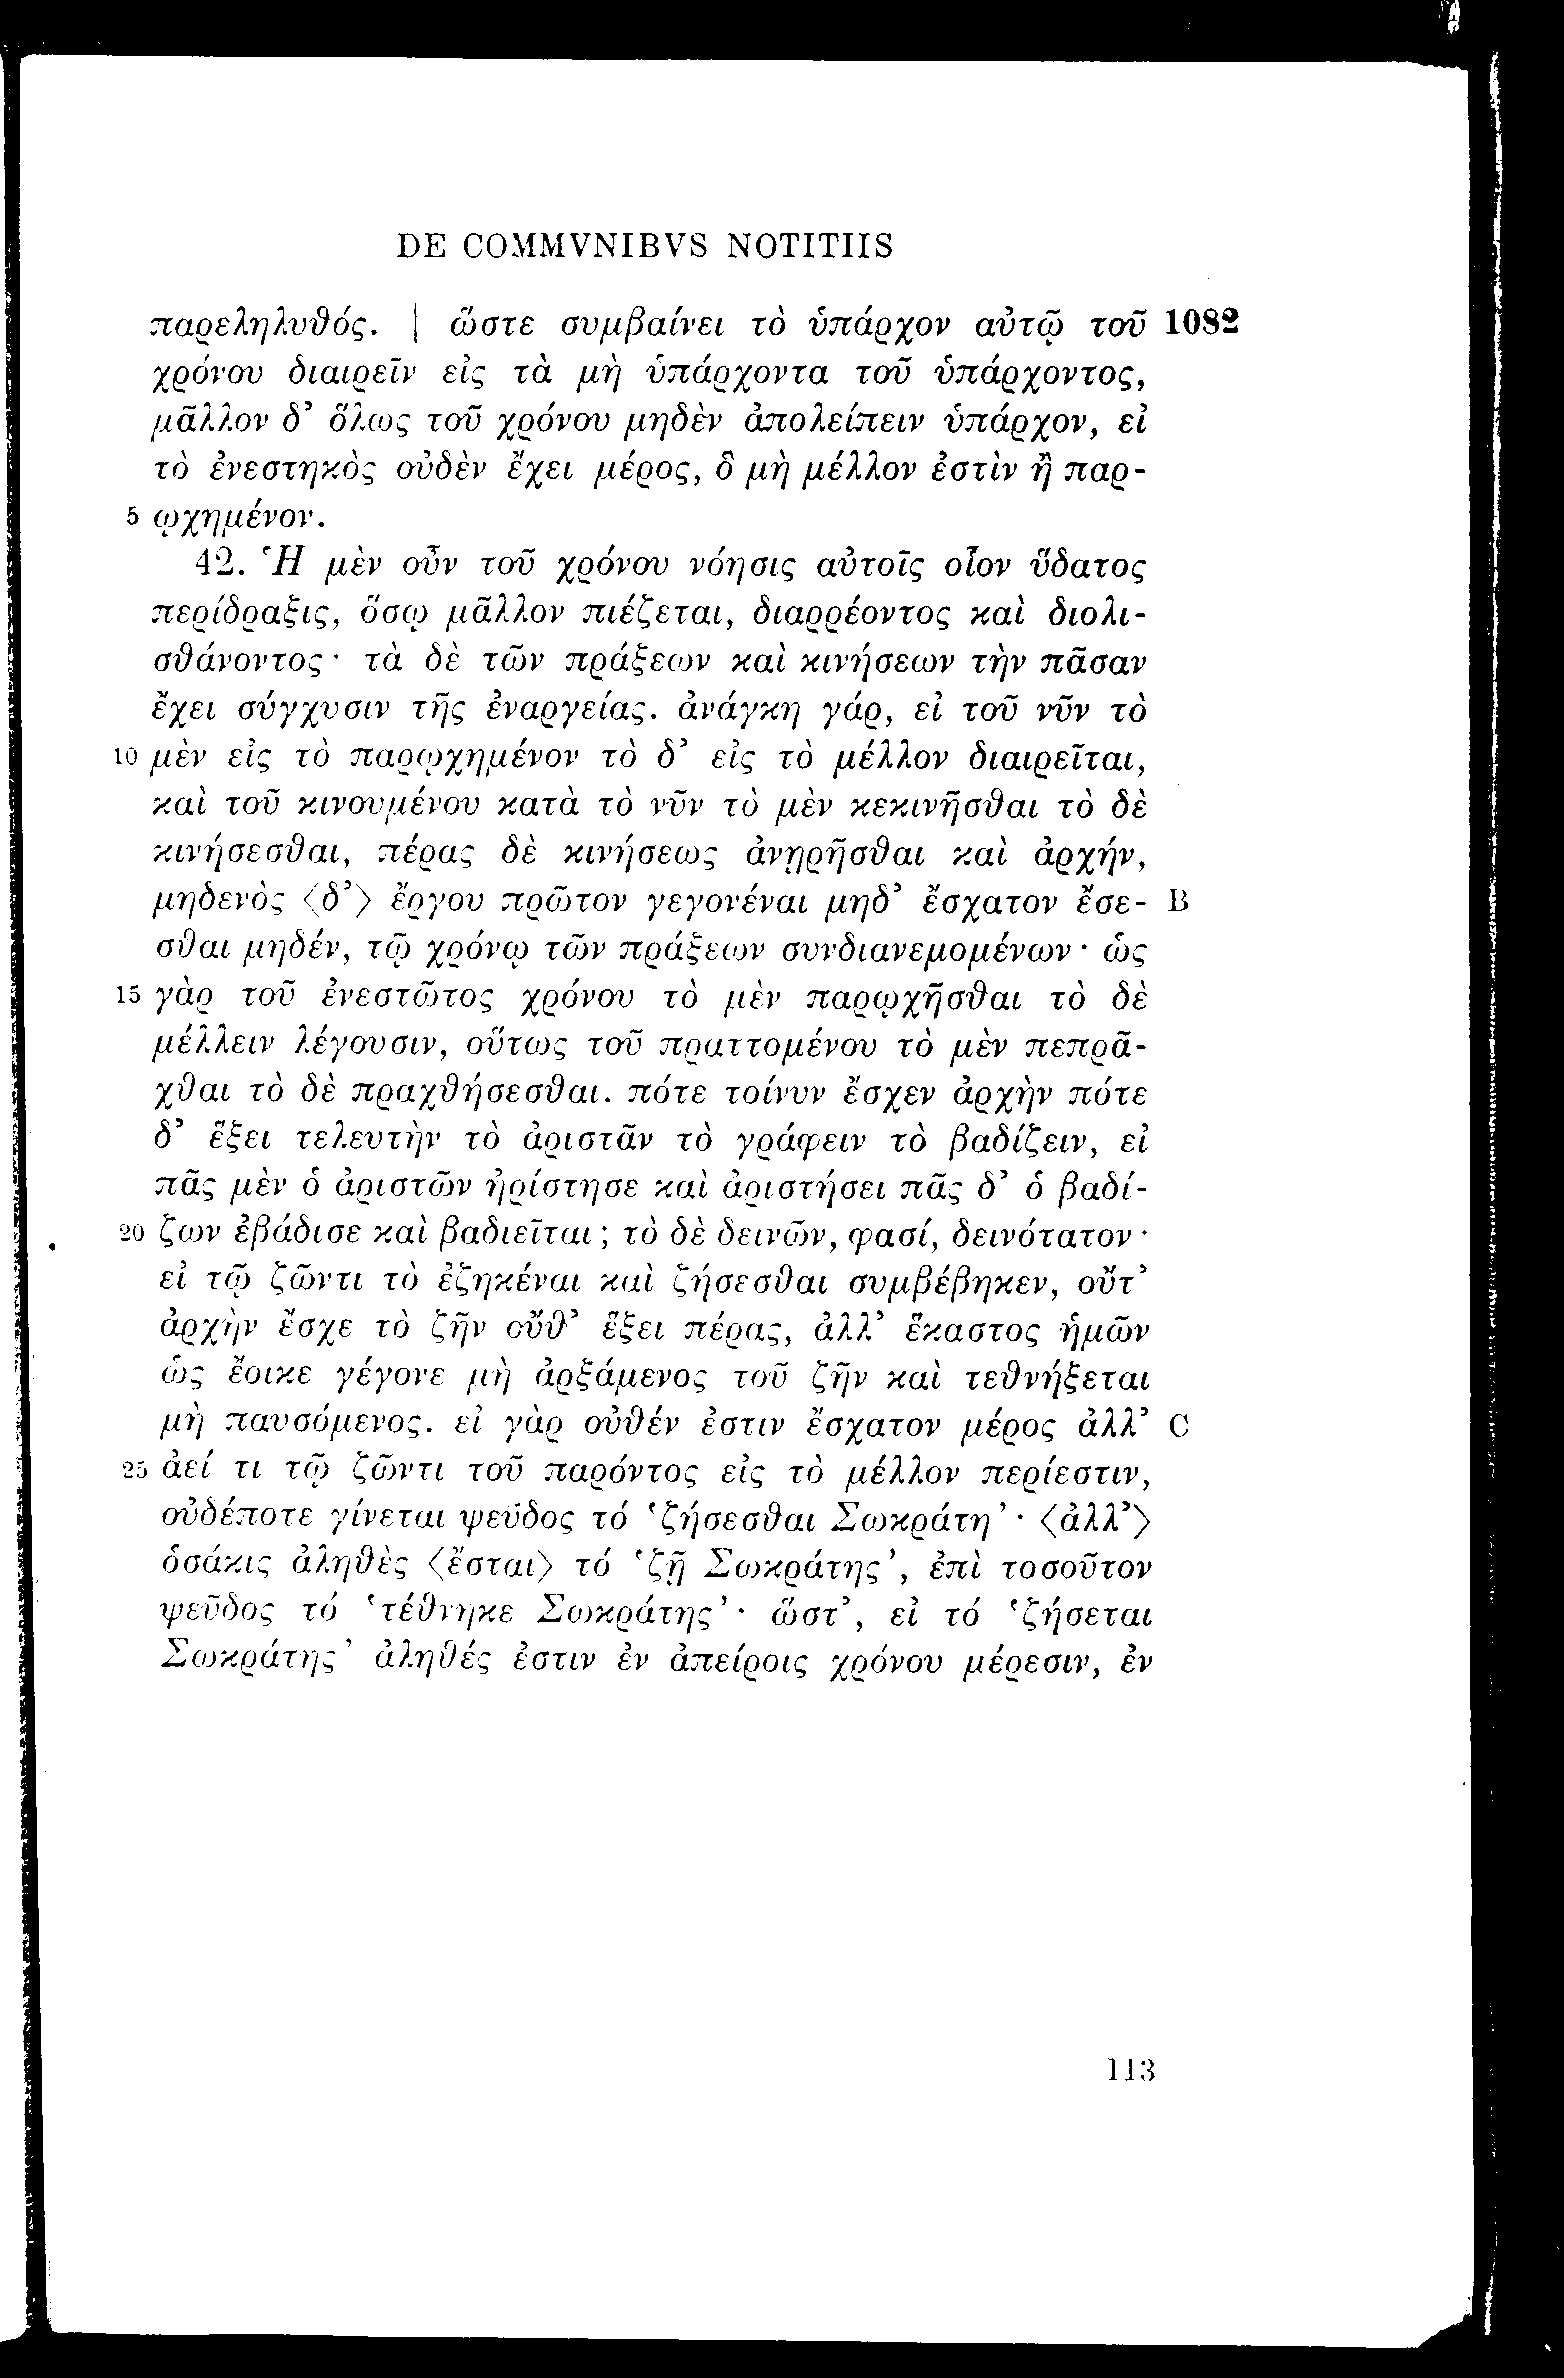 DE COMMVNIBVS NOTITIIS
παρεληλυθός. | ὥστε συμβαίνει τὸ ὑπάρχον αὐτῷ τοῦ 1082
χρόνου διαιρεῖν εἰς τὰ μὴ ὑπάρχοντα τοῦ ὑπάρχοντος,
μᾶλλον δ’ ὅλως τοῦ χρόνου μηδὲν ἀπολείπειν ὑπάρχον, εἰ
τὸ ἐνεστηκὸς οὐδὲν ἔχει μέρος, ὃ μὴ μέλλον ἐστὶν ἢ παρ-
5 ῳχημένον.
42. Ἡ μὲν οὖν τοῦ χρόνου νόησις αὐτοῖς οἷον ὕδατος
περίδραξις, ὅσῳ μᾶλλον πιέζεται, διαρρέοντος καὶ διολι-
σθάνοντος· τὰ δὲ τῶν πράξεων καὶ κινήσεων τὴν πᾶσαν
ἔχει σύγχυσιν τῆς ἐναργείας. ἀνάγκη γάρ, εἰ τοῦ νῦν τὸ
10 μὲν εἰς τὸ παρῳχημένον τὸ δ’ εἰς τὸ μέλλον διαιρεῖται,
καὶ τοῦ κινουμένου κατὰ τὸ νῦν τὸ μὲν κεκινῆσθαι τὸ δὲ
κινήσεσθαι, πέρας δὲ κινήσεως ἀνῃρῆσθαι καὶ ἀρχήν,
μηδενὸς ⟨δ’⟩ ἔργου πρῶτον γεγονέναι μηδ’ ἔσχατον ἔσε- B
σθαι μηδέν, τῷ χρόνῳ τῶν πράξεων συνδιανεμομένων· ὡς
15 γὰρ τοῦ ἐνεστῶτος χρόνου τὸ μὲν παρῳχῆσθαι τὸ δὲ
μέλλειν λέγουσιν, οὕτως τοῦ πραττομένου τὸ μὲν πεπρᾶ-
χθαι τὸ δὲ πραχθήσεσθαι. πότε τοίνυν ἔσχεν ἀρχὴν πότε
δ’ ἕξει τελευτὴν τὸ ἀριστᾶν τὸ γράφειν τὸ βαδίζειν, εἰ
πᾶς μὲν ὁ ἀριστῶν ἠρίστησε καὶ ἀριστήσει πᾶς δ’ ὁ βαδί-
20 ζων ἐβάδισε καὶ βαδιεῖται; τὸ δὲ δεινῶν, φασί, δεινότατον·
εἰ τῷ ζῶντι τὸ ἐζηκέναι καὶ ζήσεσθαι συμβέβηκεν, οὔτ’
ἀρχὴν ἔσχε τὸ ζῆν οὔθ’ ἕξει πέρας, ἀλλ’ ἕκαστος ἡμῶν
ὡς ἔοικε γέγονε μὴ ἀρξάμενος τοῦ ζῆν καὶ τεθνήξεται
μὴ παυσόμενος. εἰ γὰρ οὐθέν ἐστιν ἔσχατον μέρος ἀλλ’ C
25 ἀεί τι τῷ ζῶντι τοῦ παρόντος εἰς τὸ μέλλον περίεστιν,
οὐδέποτε γίνεται ψεῦδος τό ‘ζήσεσθαι Σωκράτη’· ⟨ἀλλ’⟩
ὁσάκις ἀληθὲς ⟨ἔσται⟩ τό ‘ζῇ Σωκράτης’, ἐπὶ τοσοῦτον
ψεῦδος τό ‘τέθνηκε Σωκράτης’· ὥστ’, εἰ τό ‘ζήσεται
Σωκράτης’ ἀληθές ἐστιν ἐν ἀπείροις χρόνου μέρεσιν, ἐν
113